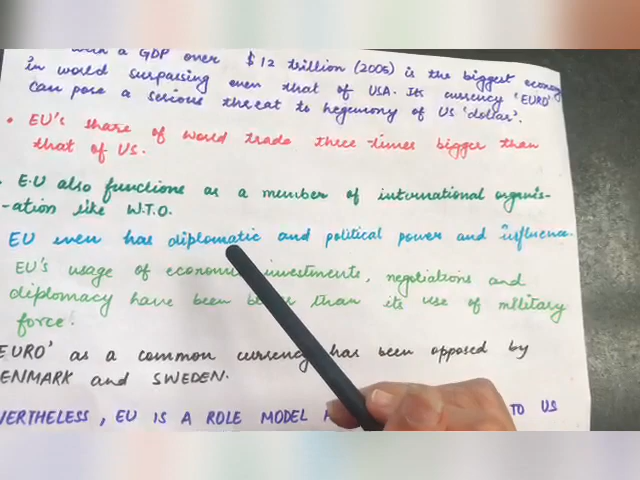 with a GDP over $12 trillion (2005) is the biggest economy
in world surpassing even that of USA. Its currency 'EURO'
can pose a serious threat to hegemony of US 'dollar'.
• EU's share of world trade three-times bigger than
that of US.
• E.U also functions as a member of international organis-
-ation like W.T.O.
EU even has diplomatic and political power and influence.
EU's usage of economic investments, negotiations and
diplomacy have been than its use of military
force.
EURO' as a common currency has been opposed by
ENMARK and SWEDEN.
VERTHELESS, EU IS A ROLE MODEL TO US